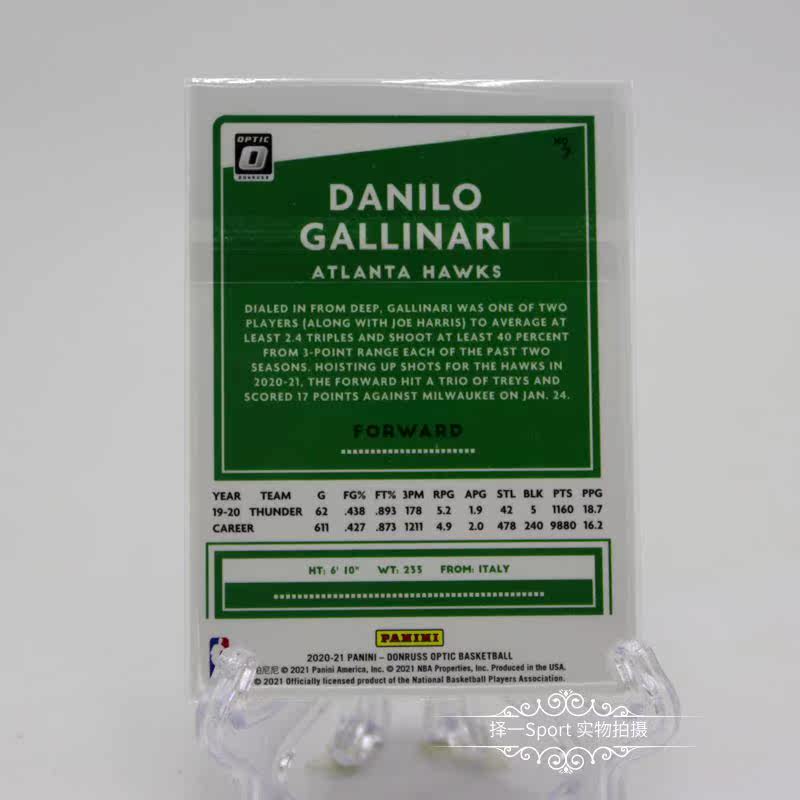 OPTIC
DONRUSS
NO.
7
DANILO
GALLINARI
ATLANTA HAWKS
DIALED IN FROM DEEP, GALLINARI WAS ONE OF TWO
PLAYERS (ALONG WITH JOE HARRIS) TO AVERAGE AT
LEAST 2.4 TRIPLES AND SHOOT AT LEAST 40 PERCENT
FROM 3-POINT RANGE EACH OF THE PAST TWO
SEASONS. HOISTING UP SHOTS FOR THE HAWKS IN
2020-21, THE FORWARD HIT A TRIO OF TREYS AND
SCORED 17 POINTS AGAINST MILWAUKEE ON JAN. 24.
FORWARD
YEAR TEAM G FG% FT% 3PM RPG APG STL BLK PTS PPG
19-20 THUNDER 62 .438 .893 178 5.2 1.9 42 5 1160 18.7
CAREER 611 .427 .873 1211 4.9 2.0 478 240 9880 16.2
HT: 6' 10" WT: 235 FROM: ITALY
PANINI
2020-21 PANINI – DONRUSS OPTIC BASKETBALL
帕尼尼 © 2021 Panini America, Inc. © 2021 NBA Properties, Inc. Produced in the USA.
© 2021 Officially licensed product of the National Basketball Players Association.
择一Sport 实物拍摄